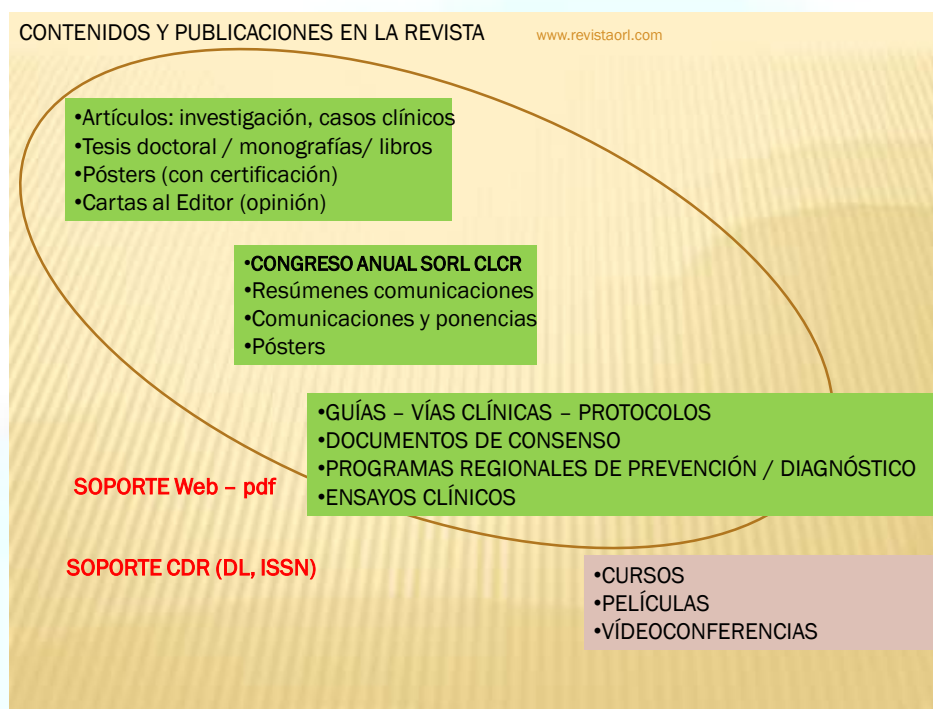 CONTENIDOS Y PUBLICACIONES EN LA REVISTA www.revistaorl.com
•Artículos: investigación, casos clínicos
•Tesis doctoral / monografías/ libros
•Pósters (con certificación)
•Cartas al Editor (opinión)
•CONGRESO ANUAL SORL CLCR
•Resúmenes comunicaciones
•Comunicaciones y ponencias
•Pósters
•GUÍAS – VÍAS CLÍNICAS – PROTOCOLOS
•DOCUMENTOS DE CONSENSO
•PROGRAMAS REGIONALES DE PREVENCIÓN / DIAGNÓSTICO
•ENSAYOS CLÍNICOS
SOPORTE Web – pdf
SOPORTE CDR (DL, ISSN)
•CURSOS
•PELÍCULAS
•VÍDEOCONFERENCIAS